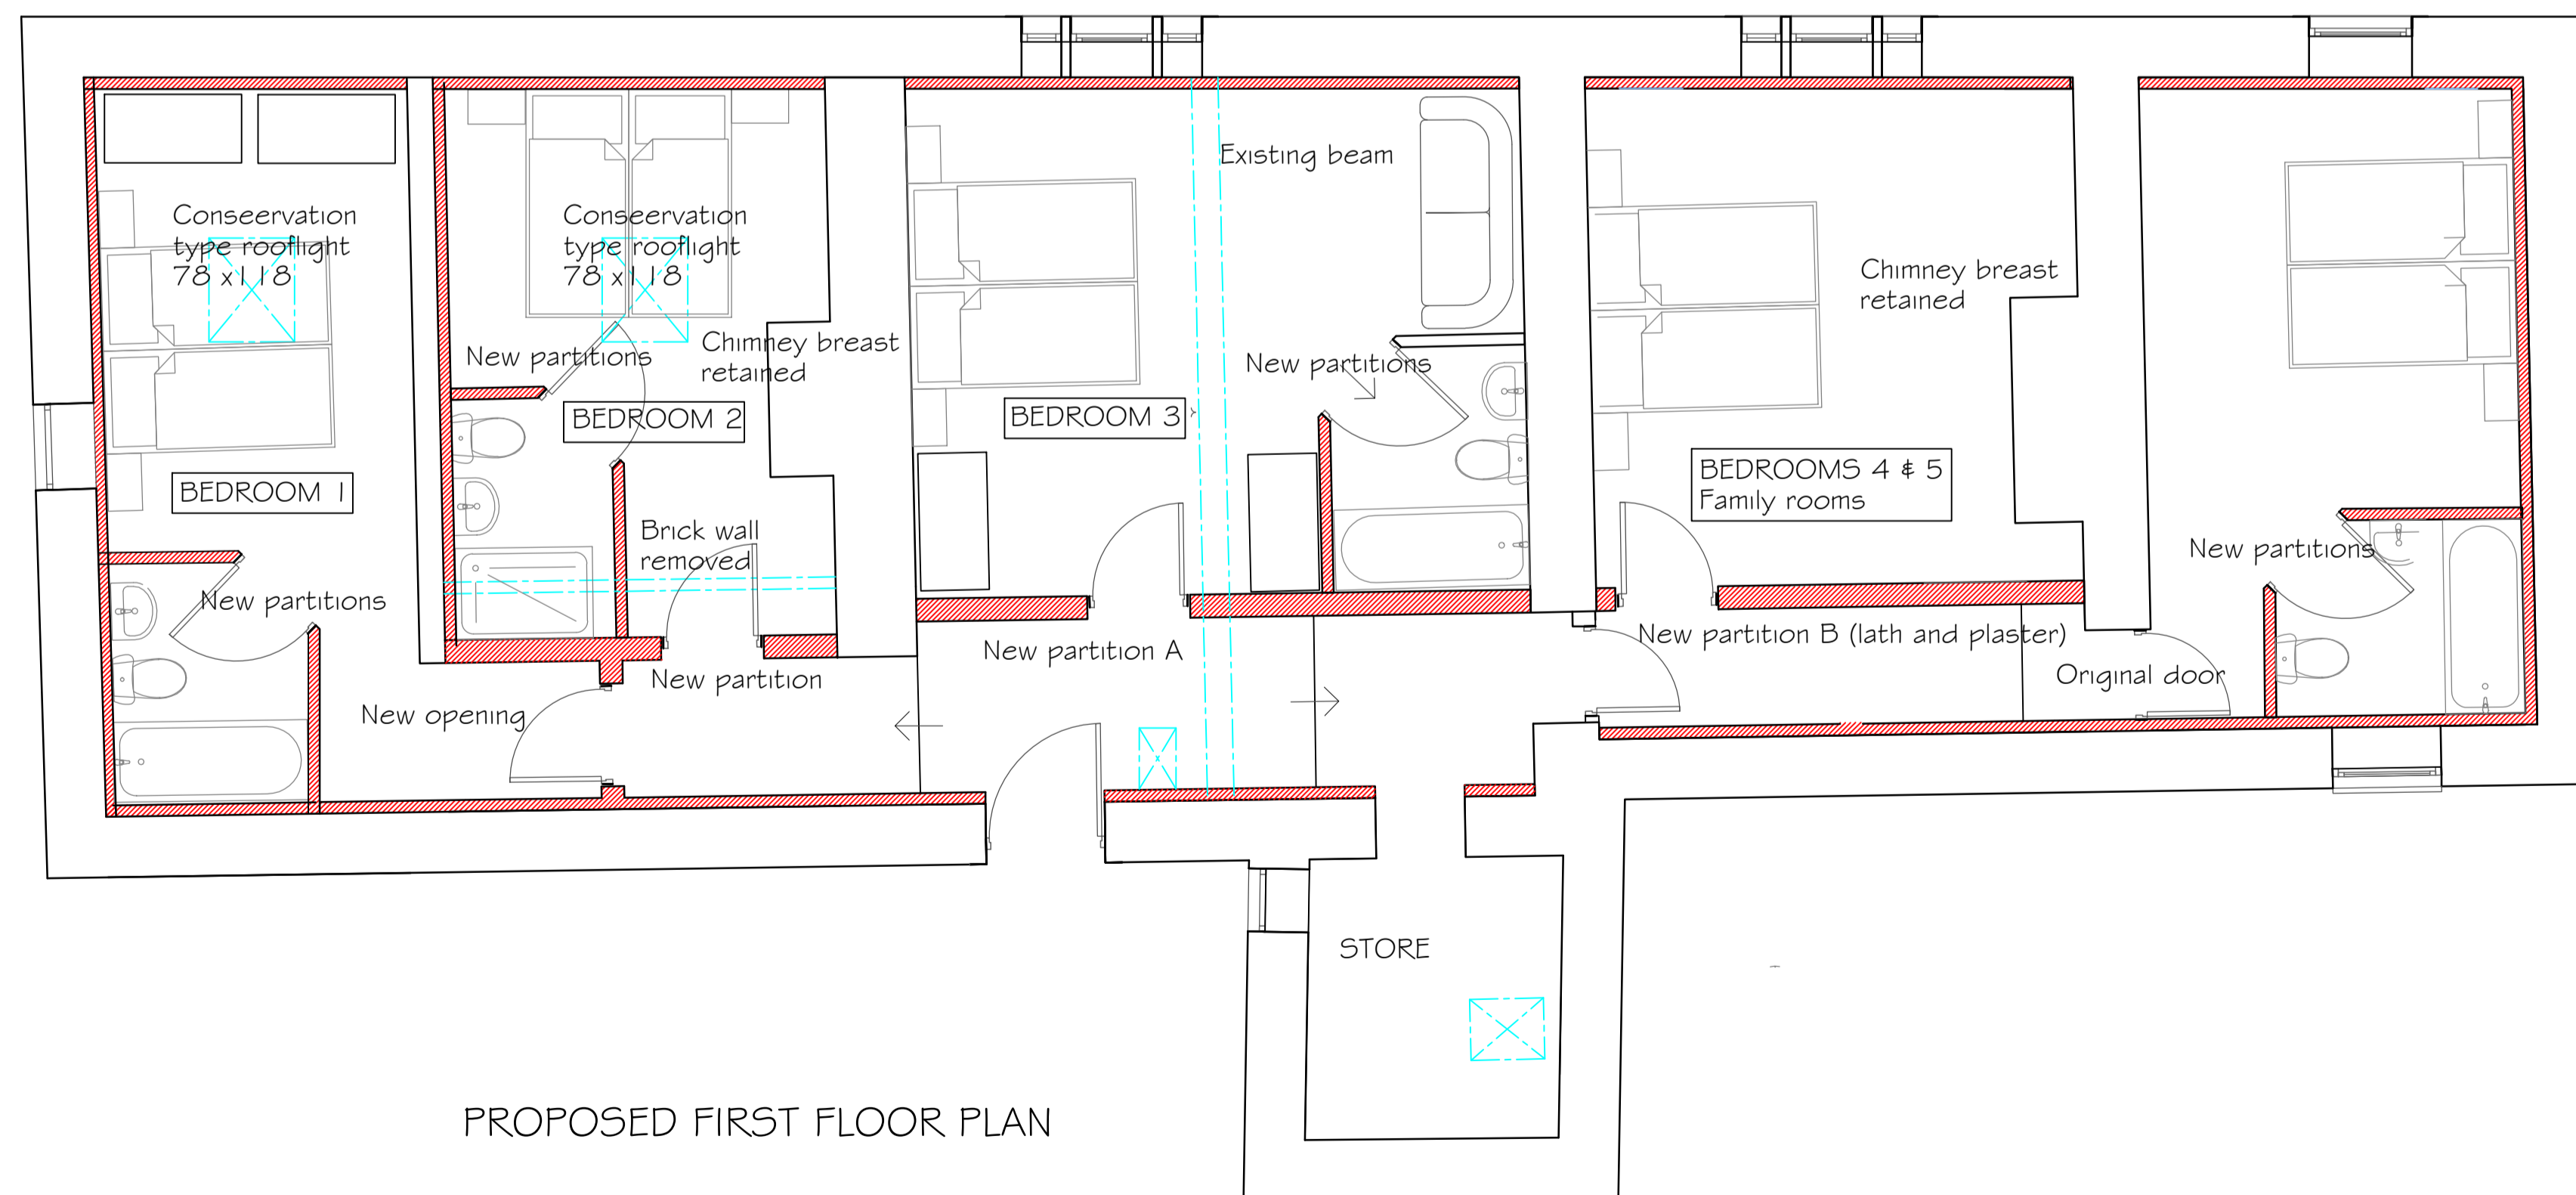 Existing beam
Conseervation
type rooflight
78 x 118
Conseervation
type rooflight
78 x 118
Chimney breast
retained
New partitions
Chimney breast
retained
New partitions
BEDROOM 2
BEDROOM 3
BEDROOM 1
BEDROOMS 4 & 5
Family rooms
Brick wall
removed
New partitions
New partitions
New partition A
New partition B (lath and plaster)
New partition
Original door
New opening
STORE
PROPOSED FIRST FLOOR PLAN